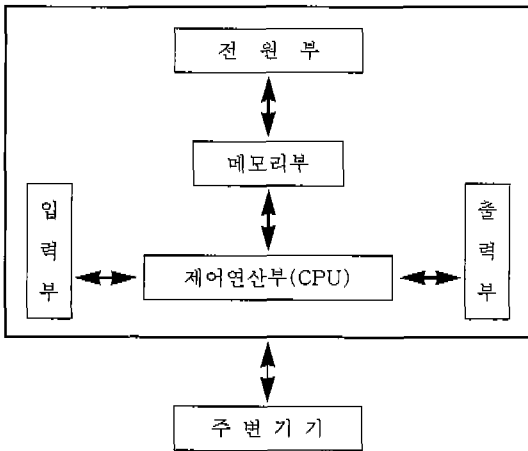 전 원 부
메모리부
입
력
부
제어연산부(CPU)
출
력
부
주 변 기 기